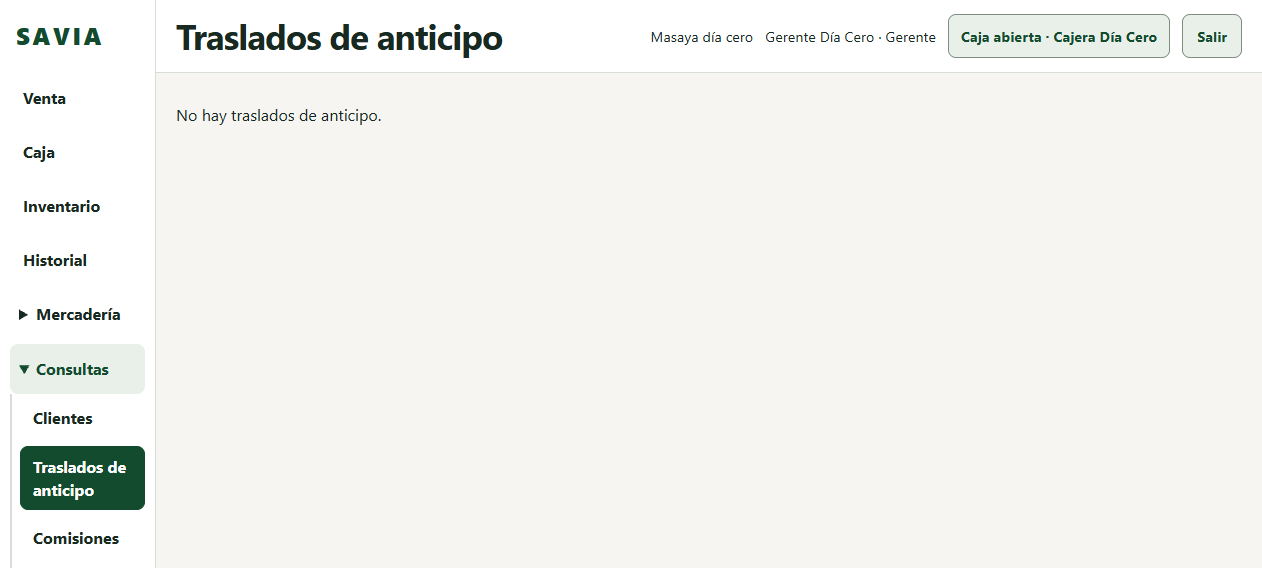 SAVIA
Traslados de anticipo
Masaya día cero
Gerente Día Cero · Gerente
Caja abierta · Cajera Día Cero
Salir
Venta
Caja
Inventario
Historial
Mercadería
Consultas
Clientes
Traslados de
anticipo
Comisiones
No hay traslados de anticipo.